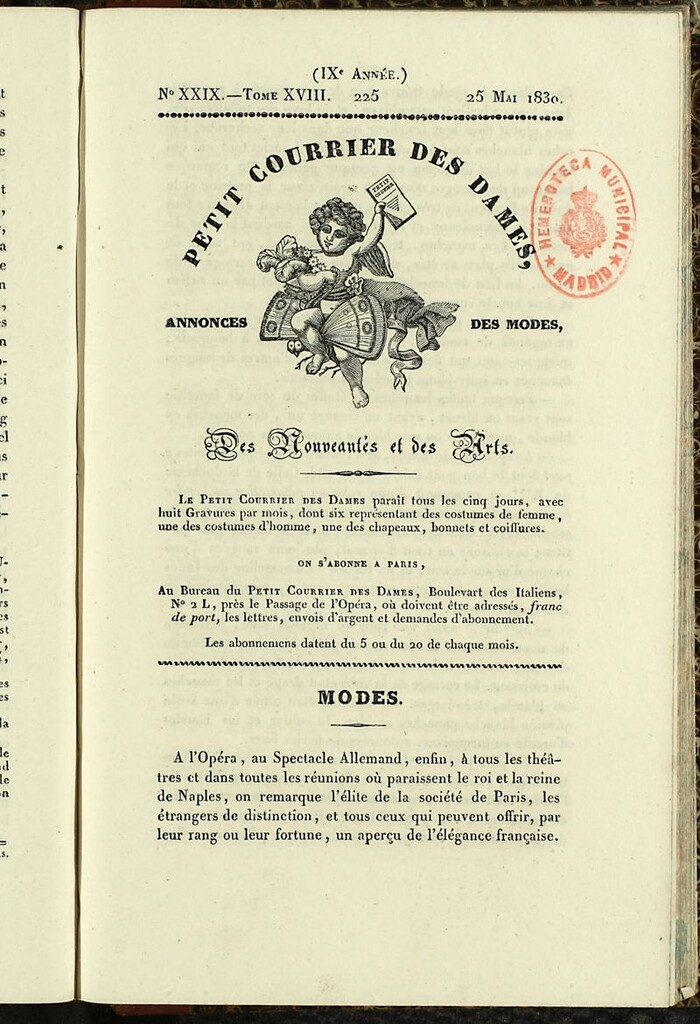 (IXᵉ Année.)
Nº XXIX.—Tome XVIII. 225 25 Mai 1830.
PETIT COURRIER DES DAMES,
PETIT
HEMEROTECA MUNICIPAL
MADRID
ANNONCES DES MODES,
Des Nouveautés et des Arts.
Le Petit Courrier des Dames paraît tous les cinq jours, avec
huit Gravures par mois, dont six représentant des costumes de femme,
une des costumes d'homme, une des chapeaux, bonnets et coiffures.
ON S'ABONNE A PARIS,
Au Bureau du Petit Courrier des Dames, Boulevart des Italiens,
Nº 2 L, près le Passage de l'Opéra, où doivent être adressés, franc
de port, les lettres, envois d'argent et demandes d'abonnement.
Les abonnemens datent du 5 ou du 20 de chaque mois.
MODES.
A l'Opéra, au Spectacle Allemand, enfin, à tous les théâ-
tres et dans toutes les réunions où paraissent le roi et la reine
de Naples, on remarque l'élite de la société de Paris, les
étrangers de distinction, et tous ceux qui peuvent offrir, par
leur rang ou leur fortune, un aperçu de l'élégance française.